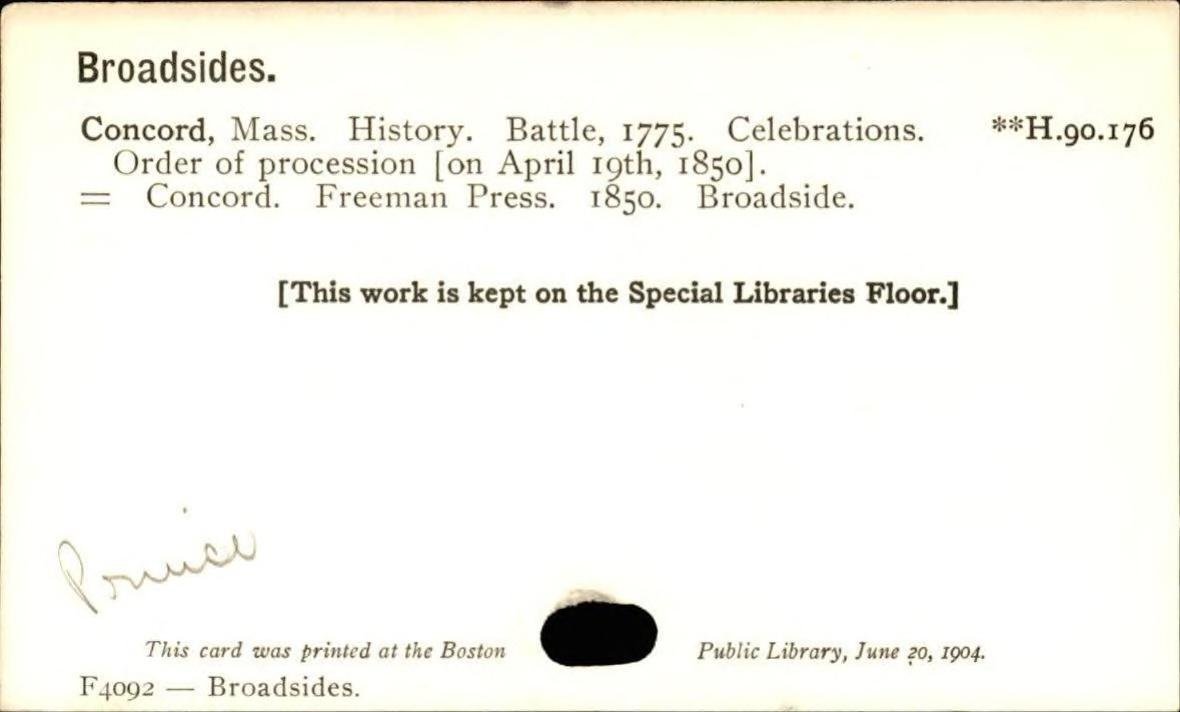 Broadsides.
Concord, Mass. History. Battle, 1775. Celebrations. **H.90.176
Order of procession [on April 19th, 1850].
= Concord. Freeman Press. 1850. Broadside.
[This work is kept on the Special Libraries Floor.]
Prince
This card was printed at the Boston Public Library, June 20, 1904.
F4092 — Broadsides.